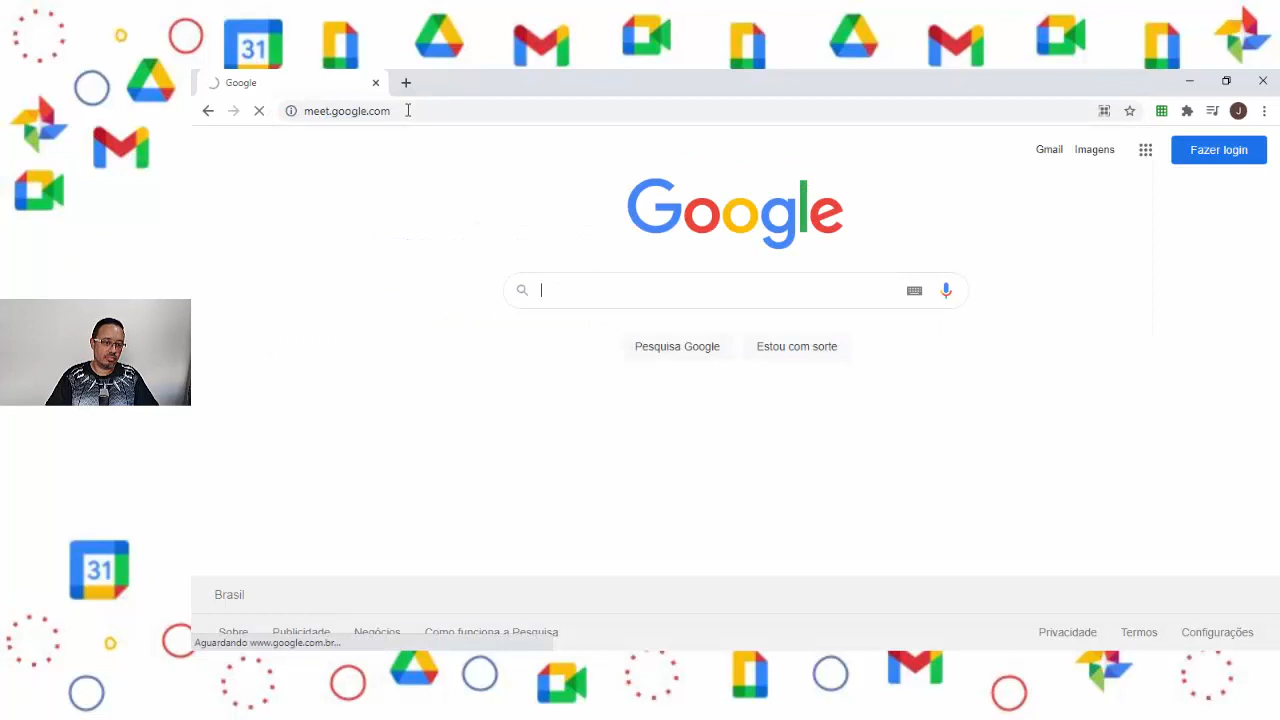 31
Google
meet.google.com
J
Gmail
Imagens
Fazer login
Google
Pesquisa Google
Estou com sorte
31
Brasil
Sobre
Publicidade
Negócios
Como funciona a Pesquisa
Privacidade
Termos
Configurações
Aguardando www.google.com.br...